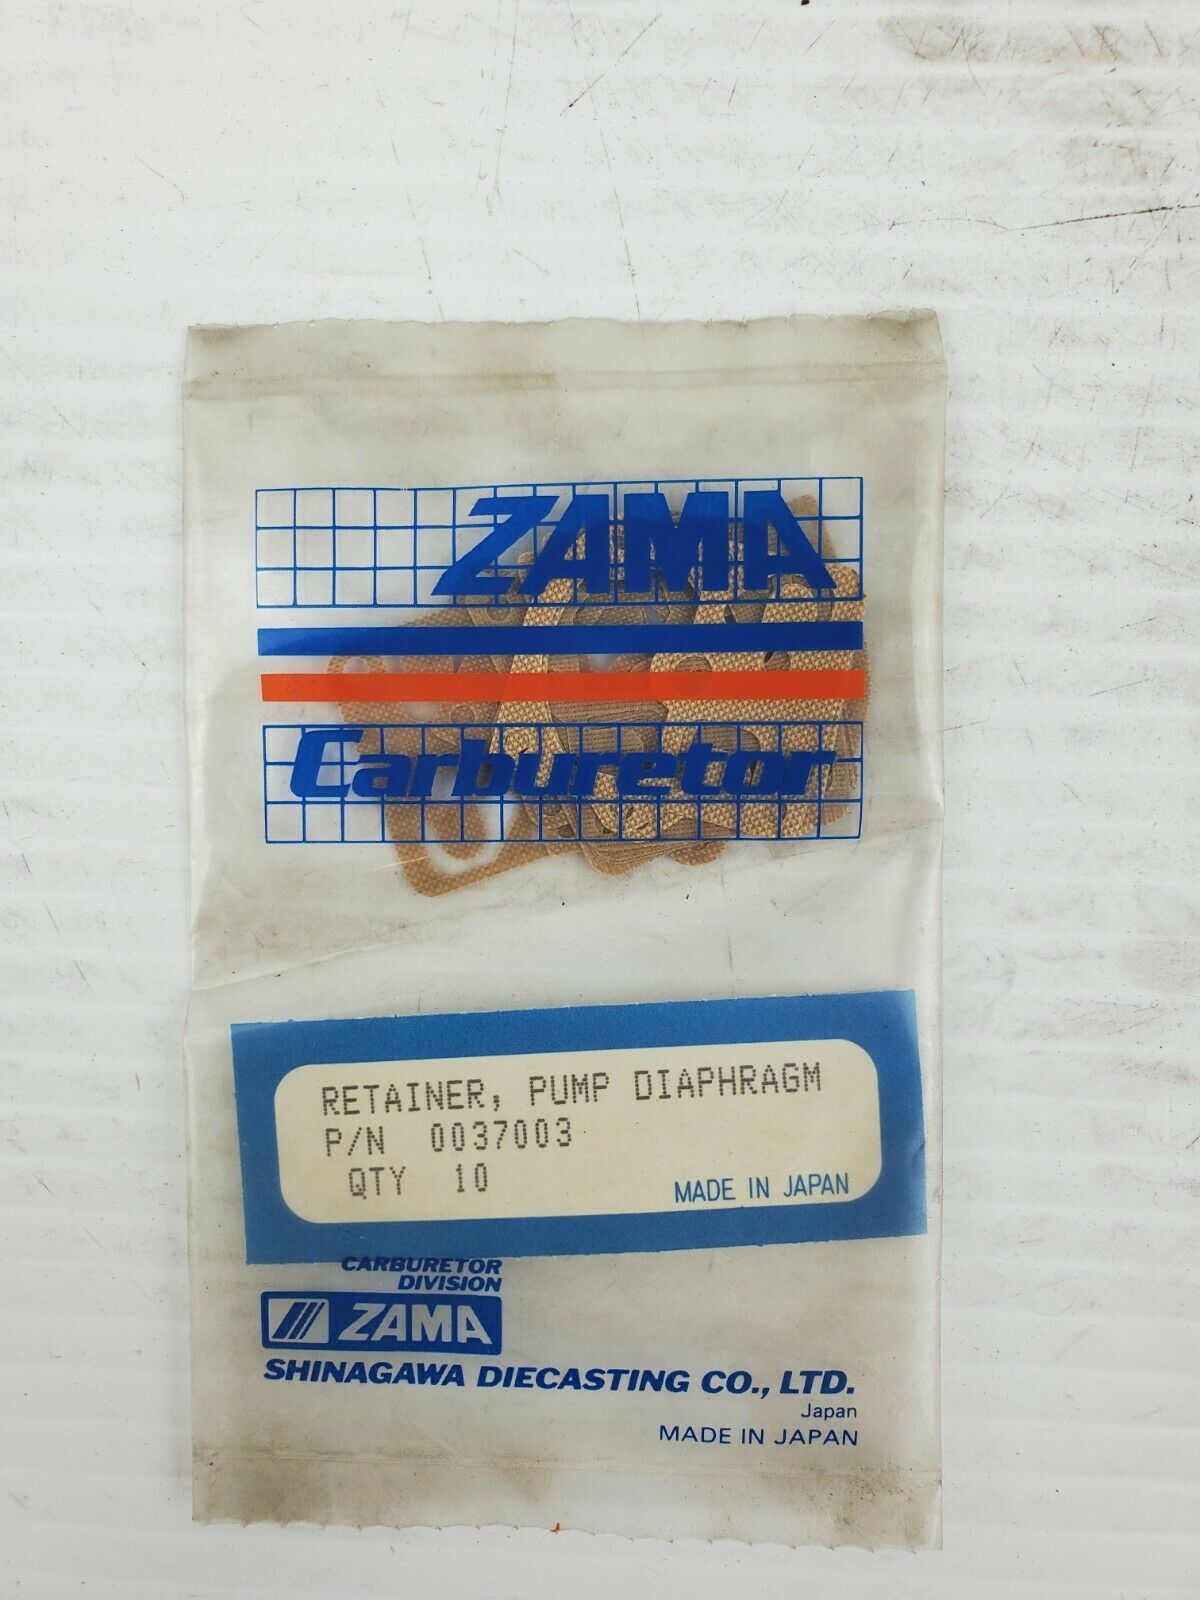 ZAMA
Carburetor
RETAINER, PUMP DIAPHRAGM
P/N 0037003
QTY 10
MADE IN JAPAN
CARBURETOR
DIVISION
ZAMA
SHINAGAWA DIECASTING CO., LTD.
Japan
MADE IN JAPAN